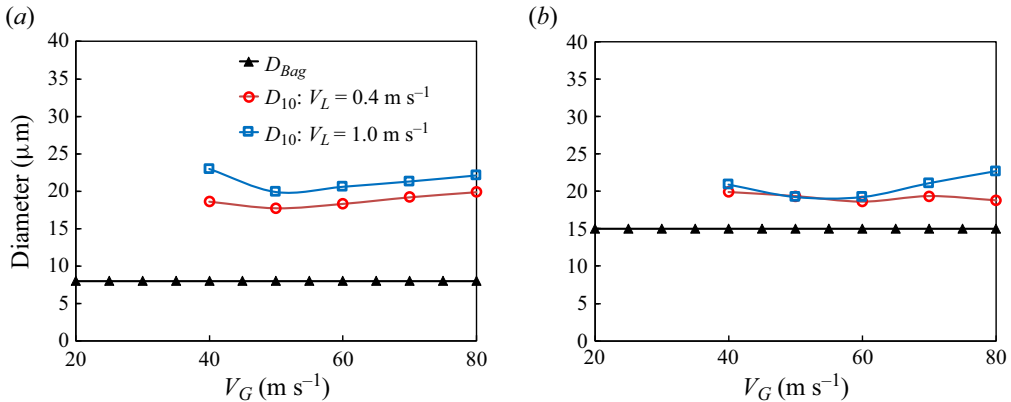 (a)
40
35
30
25
20
15
10
5
0
Diameter (μm)
D_Bag
D_10: V_L = 0.4 m s⁻¹
D_10: V_L = 1.0 m s⁻¹
20 40 60 80
V_G (m s⁻¹)
(b)
40
35
30
25
20
15
10
5
0
20 40 60 80
V_G (m s⁻¹)